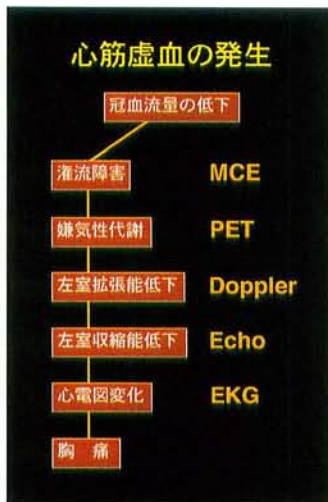 心筋虚血の発生
冠血流量の低下
灌流障害 MCE
嫌気性代謝 PET
左室拡張能低下 Doppler
左室収縮能低下 Echo
心電図変化 EKG
胸 痛